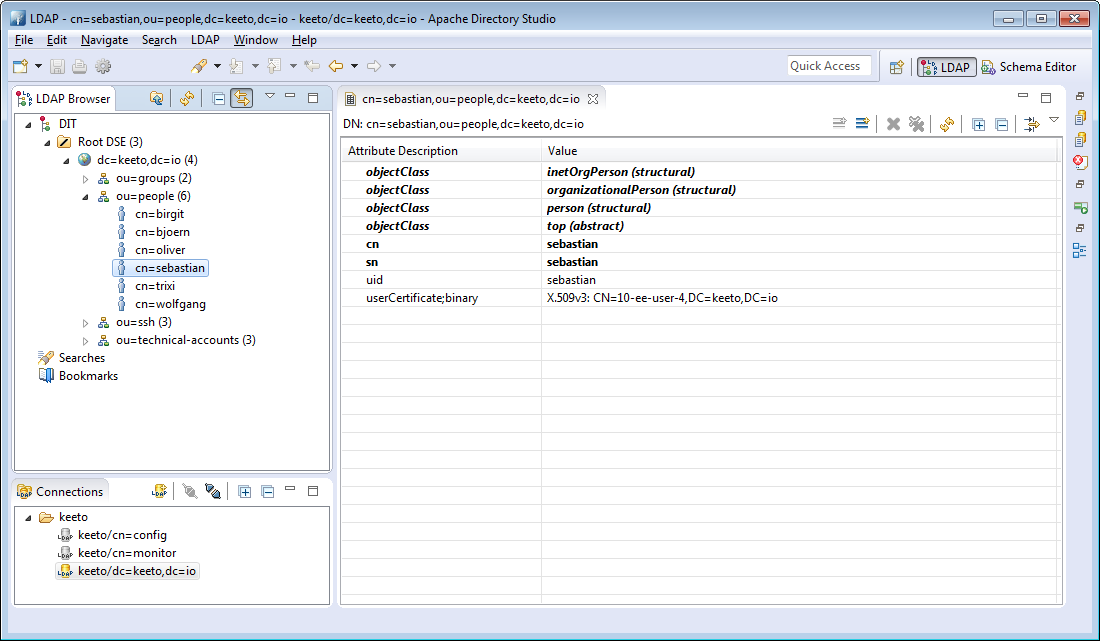 LDAP - cn=sebastian,ou=people,dc=keeto,dc=io - keeto/dc=keeto,dc=io - Apache Directory Studio
File Edit Navigate Search LDAP Window Help
Quick Access
LDAP
Schema Editor
LDAP Browser
DIT
Root DSE (3)
dc=keeto,dc=io (4)
ou=groups (2)
ou=people (6)
cn=birgit
cn=bjoern
cn=oliver
cn=sebastian
cn=trixi
cn=wolfgang
ou=ssh (3)
ou=technical-accounts (3)
Searches
Bookmarks
Connections
LDAP
keeto
LDAP keeto/cn=config
LDAP keeto/cn=monitor
LDAP keeto/dc=keeto,dc=io
cn=sebastian,ou=people,dc=keeto,dc=io
DN: cn=sebastian,ou=people,dc=keeto,dc=io
Attribute Description Value
objectClass inetOrgPerson (structural)
objectClass organizationalPerson (structural)
objectClass person (structural)
objectClass top (abstract)
cn sebastian
sn sebastian
uid sebastian
userCertificate;binary X.509v3: CN=10-ee-user-4,DC=keeto,DC=io